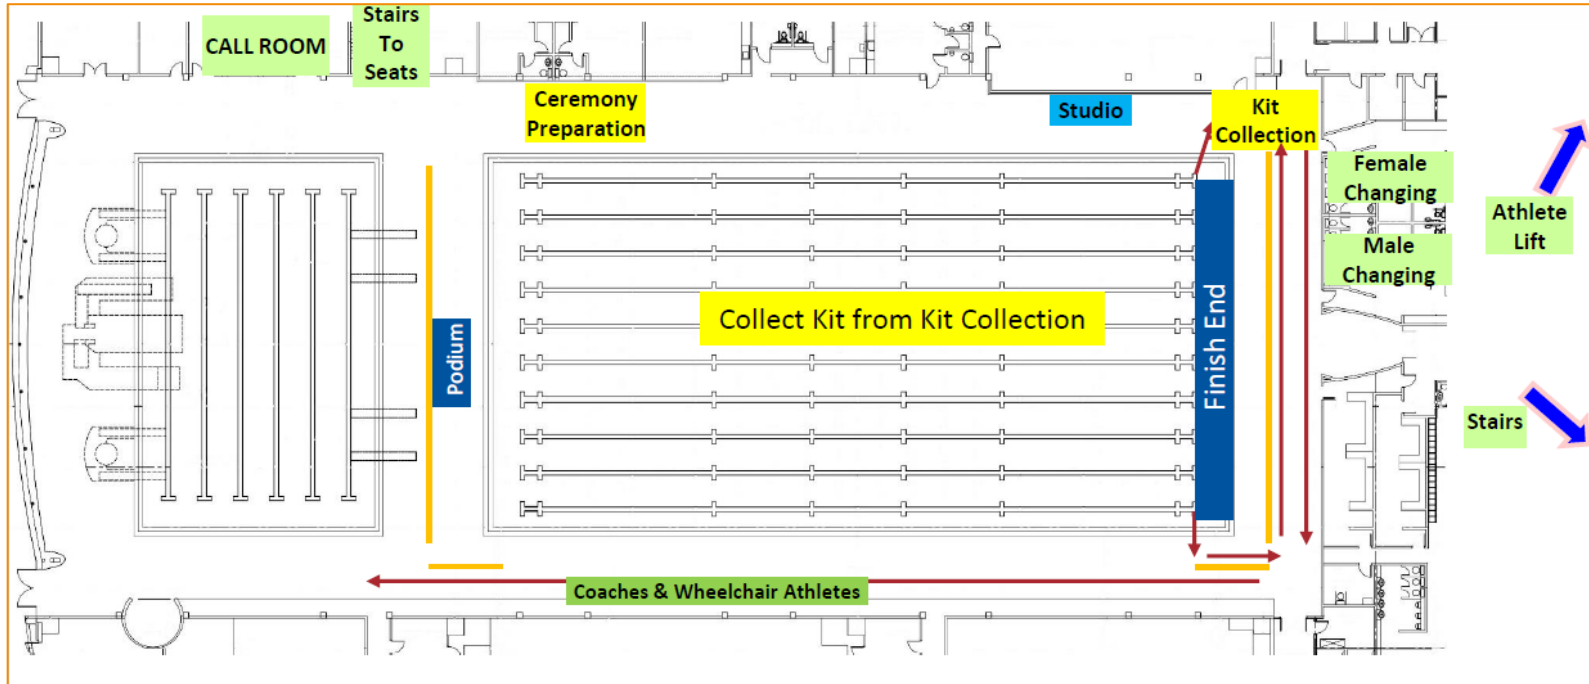 CALL ROOM
Stairs
To
Seats
Ceremony
Preparation
Studio
Kit
Collection
Female
Changing
Male
Changing
Athlete
Lift
Collect Kit from Kit Collection
Podium
Finish End
Stairs
Coaches & Wheelchair Athletes